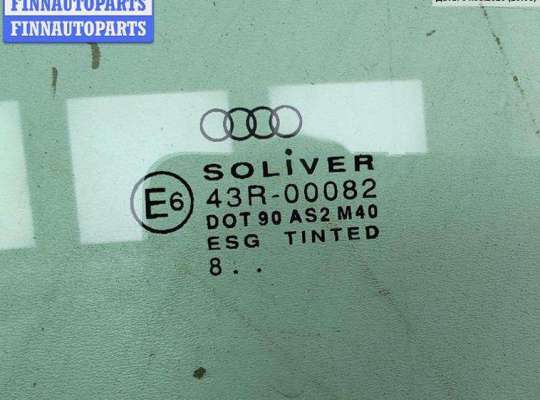 FINNAUTOPARTS
FINNAUTOPARTS
SOLiVER
E6
43R-00082
DOT 90 AS2 M40
ESG TINTED
8 . .